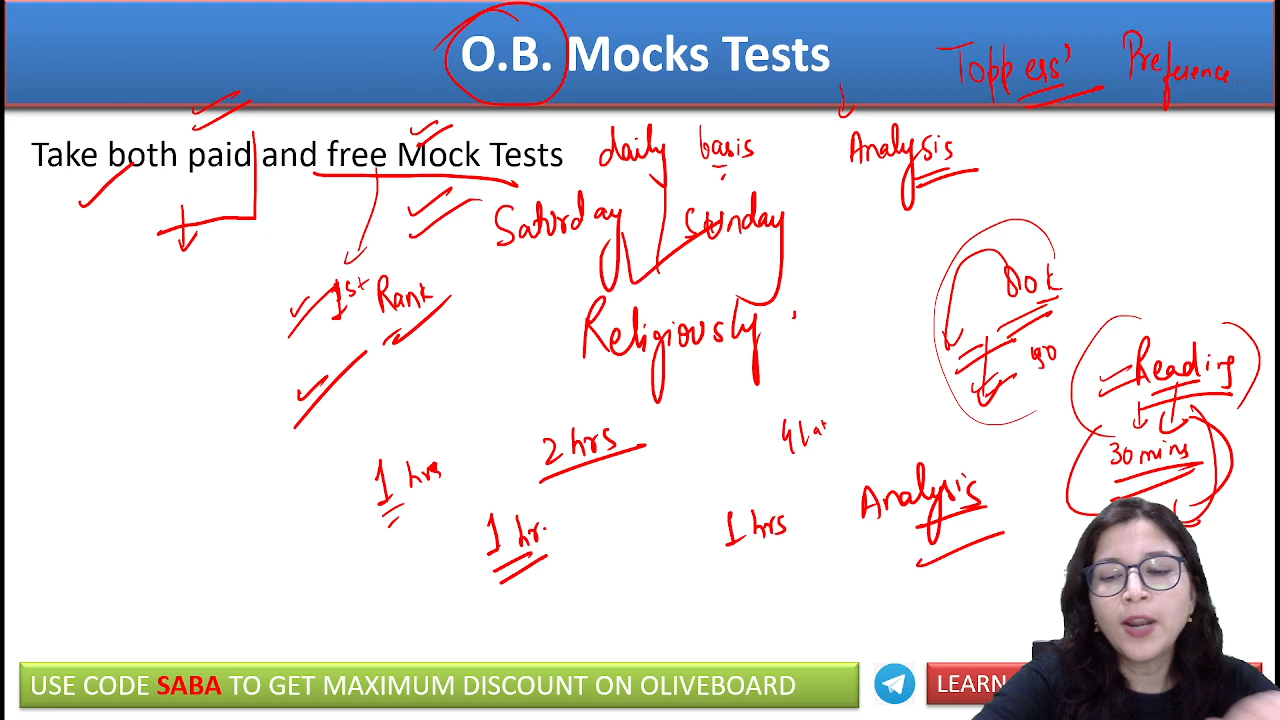 O.B. Mocks Tests
Toppers' Preference.
Take both paid and free Mock Tests
daily basis
Analysis
Saturday Sunday
1st Rank
Religiously
Reading
30 mins
2 hrs
1 hrs
Analysis
1 hr.
1 hrs
USE CODE SABA TO GET MAXIMUM DISCOUNT ON OLIVEBOARD
LEARN